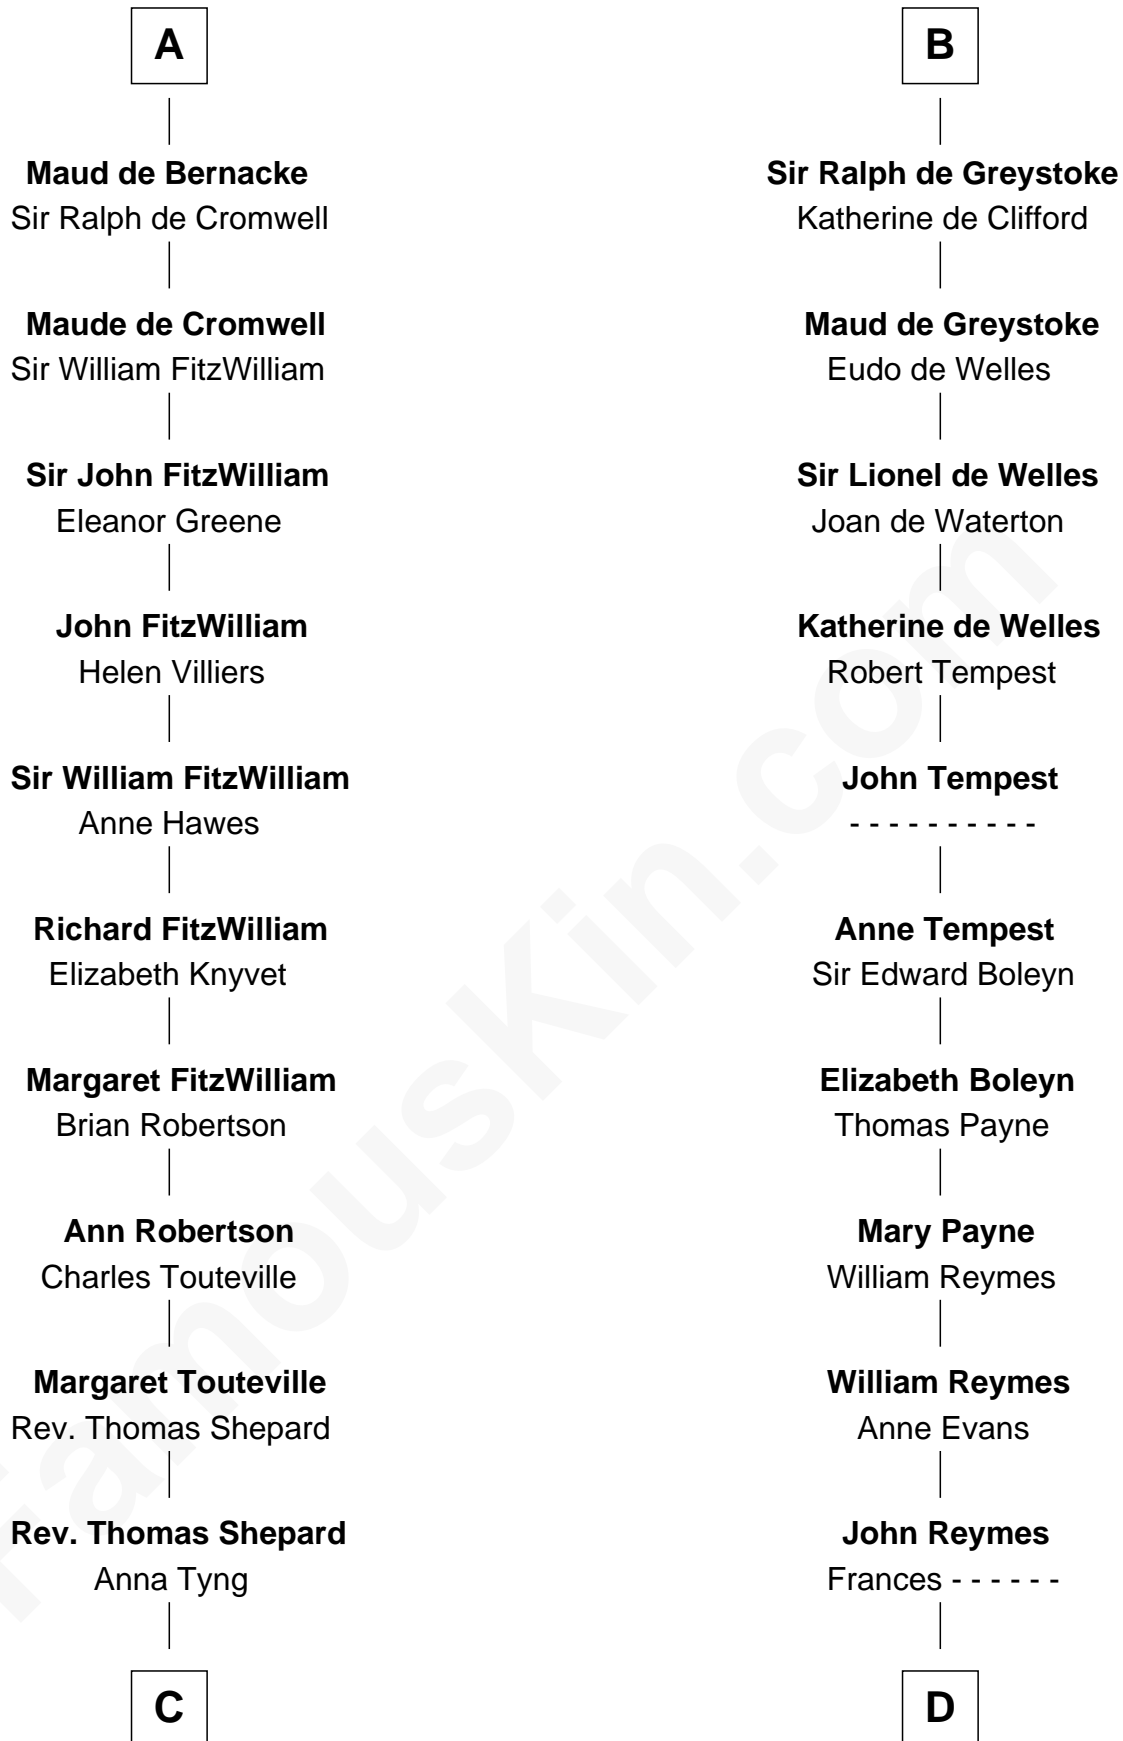 A
Maud de Bernacke
Sir Ralph de Cromwell
Maude de Cromwell
Sir William FitzWilliam
Sir John FitzWilliam
Eleanor Greene
John FitzWilliam
Helen Villiers
Sir William FitzWilliam
Anne Hawes
Richard FitzWilliam
Elizabeth Knyvet
Margaret FitzWilliam
Brian Robertson
Ann Robertson
Charles Touteville
Margaret Touteville
Rev. Thomas Shepard
Rev. Thomas Shepard
Anna Tyng
C
B
Sir Ralph de Greystoke
Katherine de Clifford
Maud de Greystoke
Eudo de Welles
Sir Lionel de Welles
Joan de Waterton
Katherine de Welles
Robert Tempest
John Tempest
- - - - - - - - - -
Anne Tempest
Sir Edward Boleyn
Elizabeth Boleyn
Thomas Payne
Mary Payne
William Reymes
William Reymes
Anne Evans
John Reymes
Frances - - - - - -
D
FamousKin.com